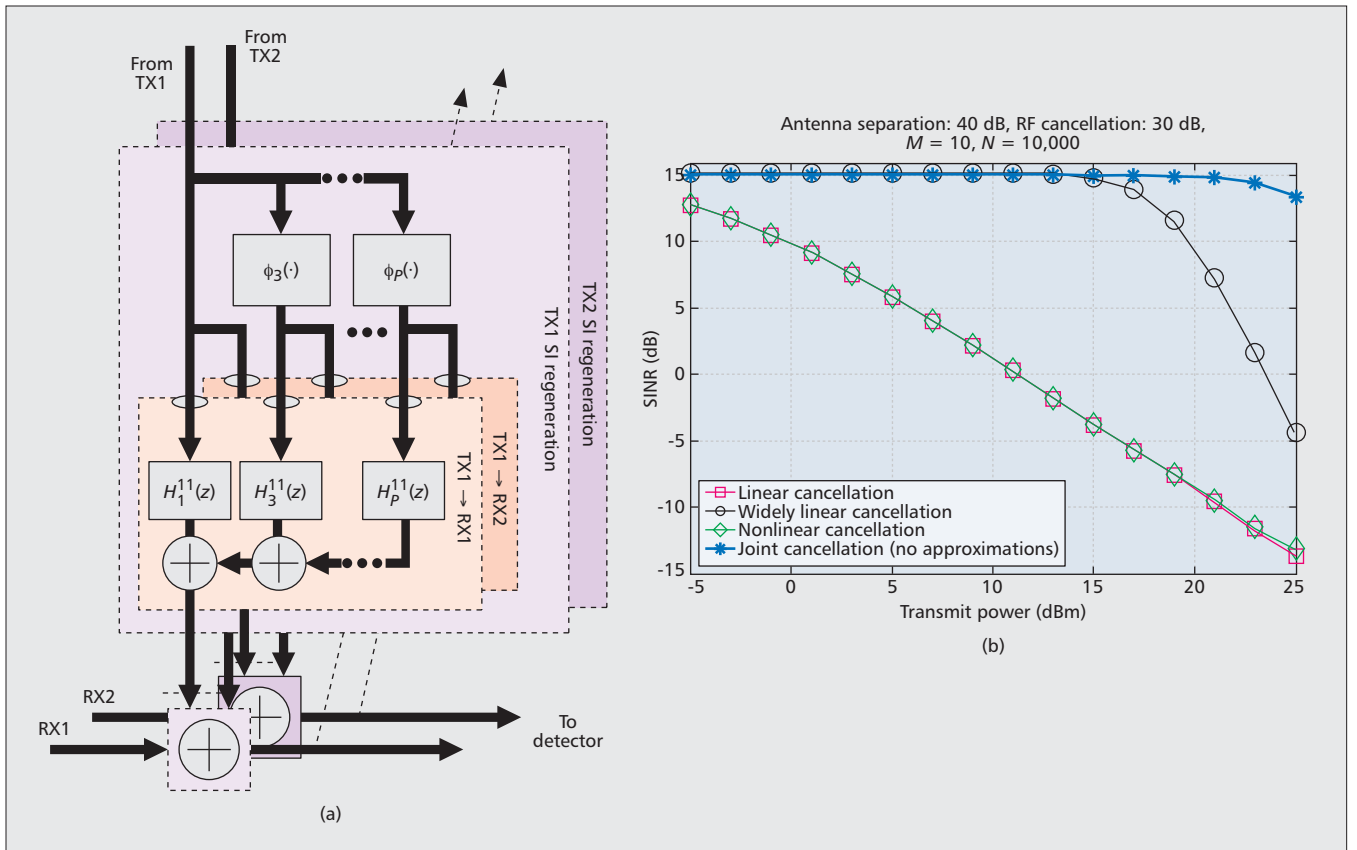 From
TX1
From
TX2
ϕ3(·)
ϕP(·)
TX2 SI regeneration
TX1 SI regeneration
TX1 → RX2
TX1 → RX1
H₁¹¹(z)
H₃¹¹(z)
H_P¹¹(z)
RX2
RX1
To
detector
(a)
Antenna separation: 40 dB, RF cancellation: 30 dB,
M = 10, N = 10,000
SINR (dB)
15
10
5
0
-5
-10
-15
Linear cancellation
Widely linear cancellation
Nonlinear cancellation
Joint cancellation (no approximations)
-5 0 5 10 15 20 25
Transmit power (dBm)
(b)